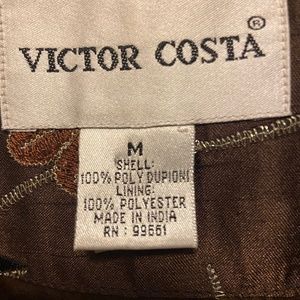 VICTOR COSTA®
M
SHELL:
100% POLY DUPIONI
LINING:
100% POLYESTER
MADE IN INDIA
RN : 99661